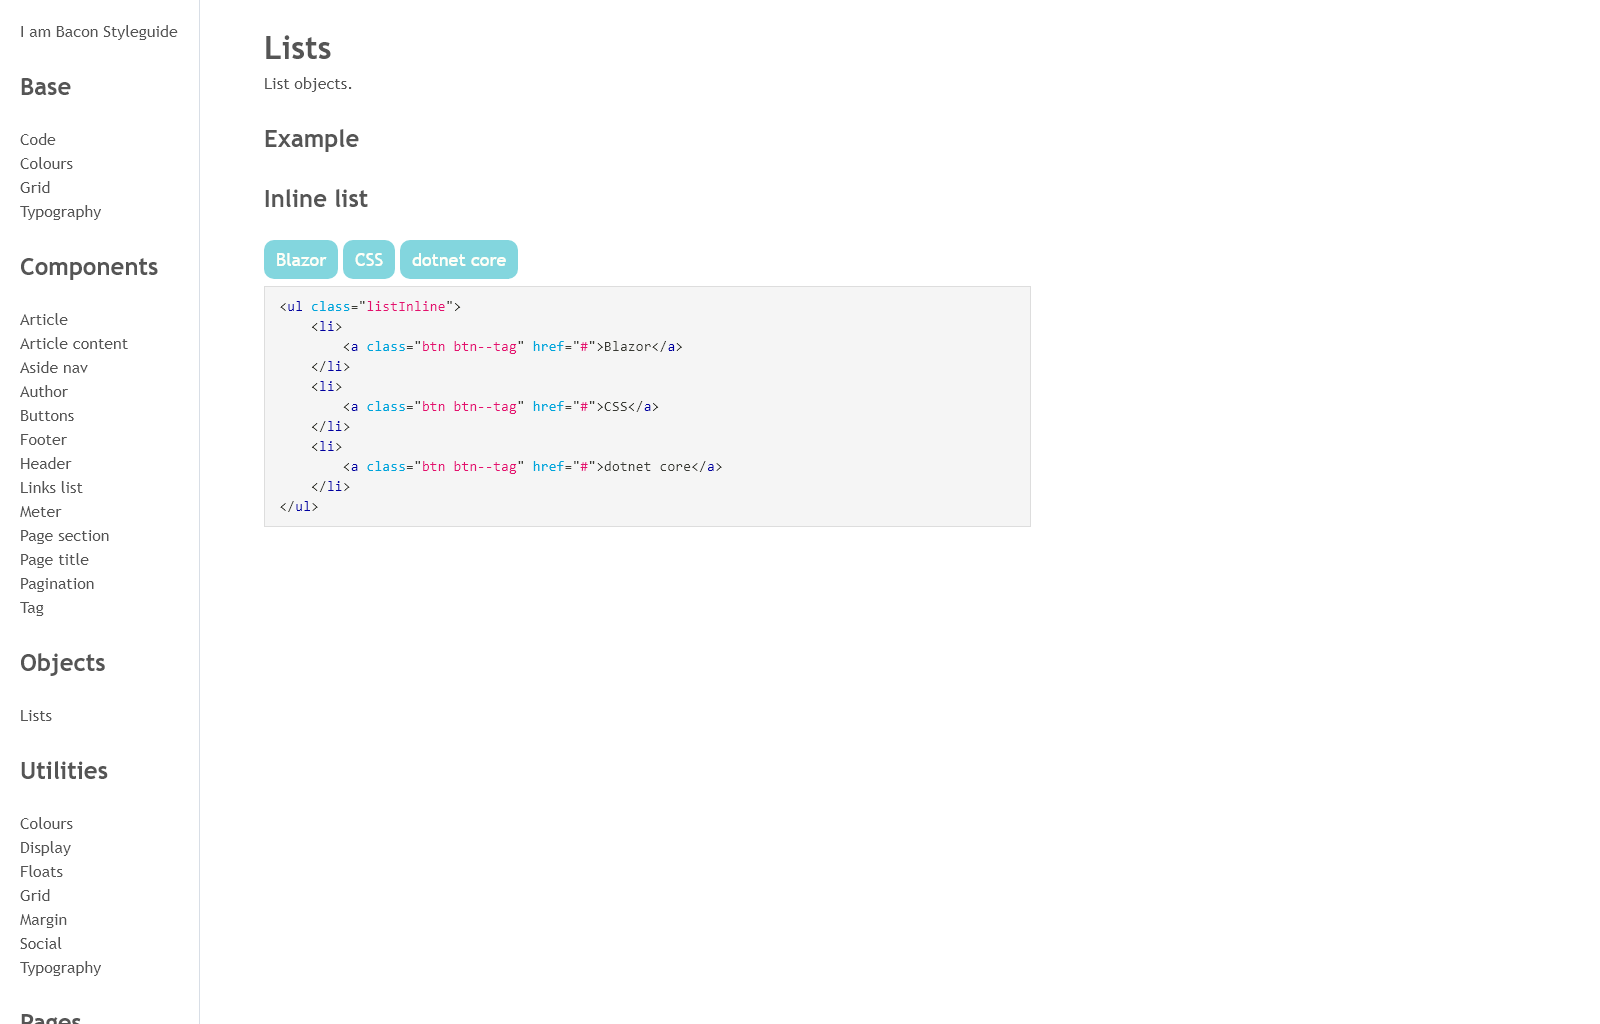 I am Bacon Styleguide
Base
Code
Colours
Grid
Typography
Components
Article
Article content
Aside nav
Author
Buttons
Footer
Header
Links list
Meter
Page section
Page title
Pagination
Tag
Objects
Lists
Utilities
Colours
Display
Floats
Grid
Margin
Social
Typography
Pages
Lists
List objects.
Example
Inline list
Blazor CSS dotnet core
<ul class="listInline">
    <li>
        <a class="btn btn--tag" href="#">Blazor</a>
    </li>
    <li>
        <a class="btn btn--tag" href="#">CSS</a>
    </li>
    <li>
        <a class="btn btn--tag" href="#">dotnet core</a>
    </li>
</ul>